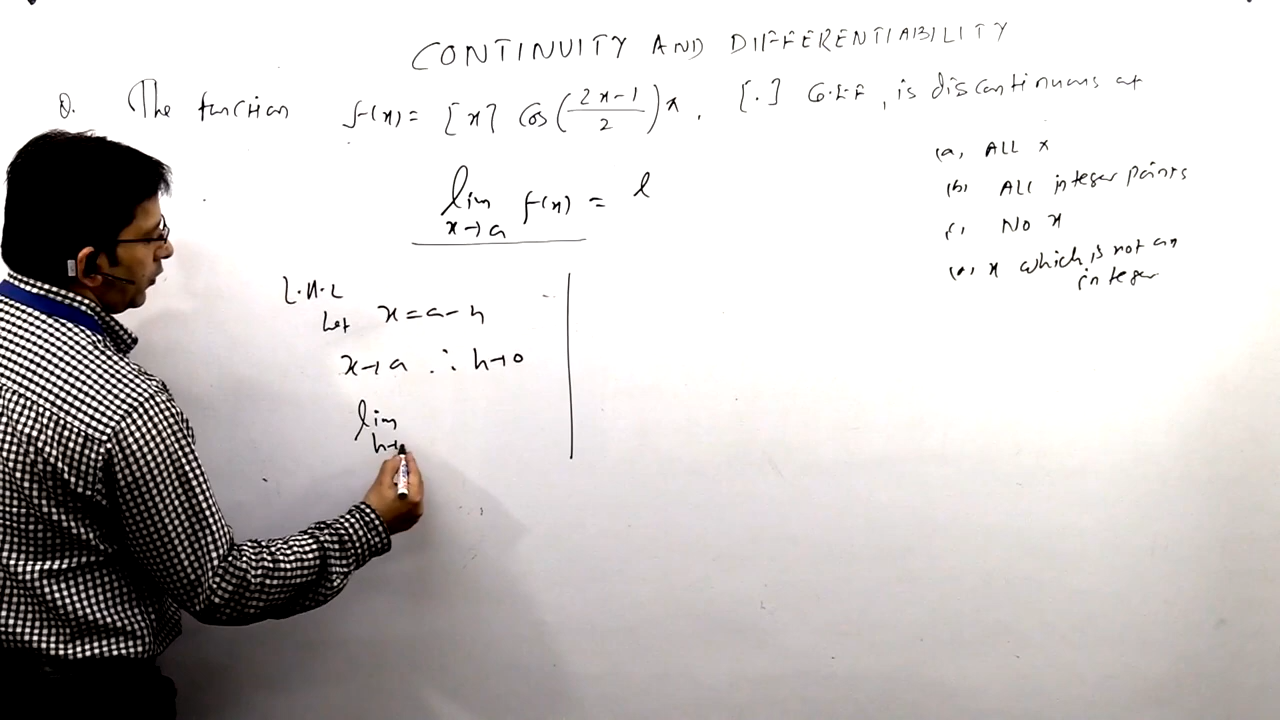 CONTINUITY AND DIFFERENTIABILITY
Q. The function f(x) = [x] cos((2x-1)/2)π, [.] G.I.F, is discontinuous at
(a) ALL x
(b) ALL integer points
(c) NO x
(d) x which is not an
integer
lim f(x) = l
x→a
L.H.L
Let x = a - h
x→a ∴ h→0
lim
h→